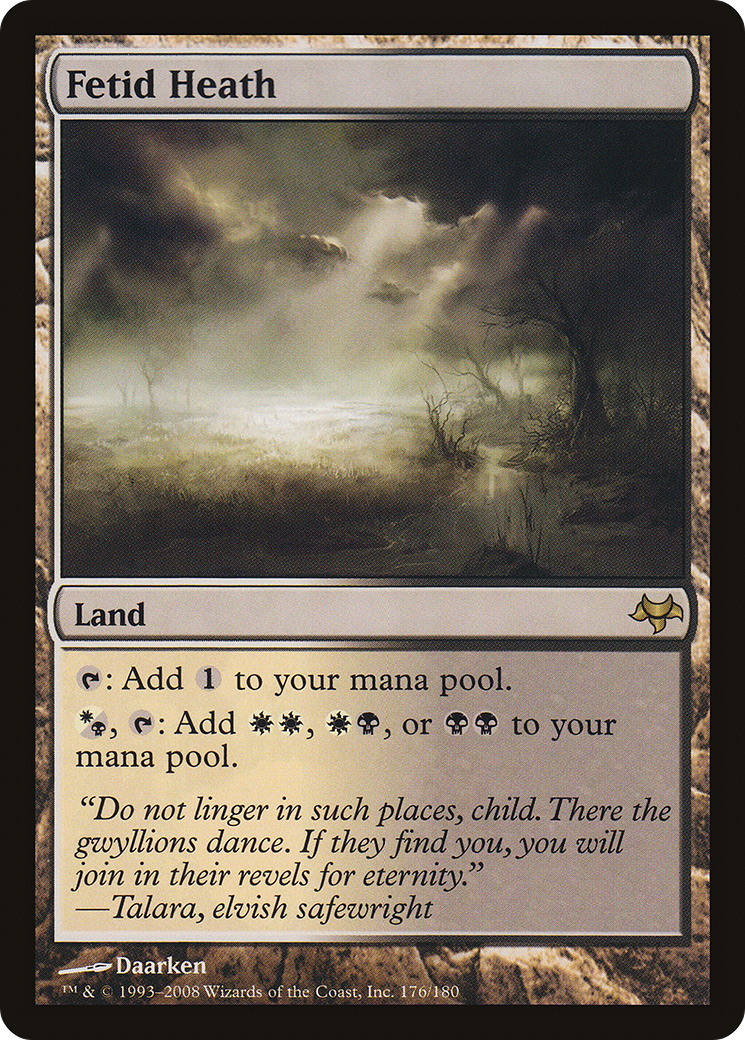 Fetid Heath
Land
: Add 1 to your mana pool.
, : Add , , or to your
mana pool.
“Do not linger in such places, child. There the
gwyllions dance. If they find you, you will
join in their revels for eternity.”
—Talara, elvish safewright
Daarken
™ & © 1993–2008 Wizards of the Coast, Inc. 176/180